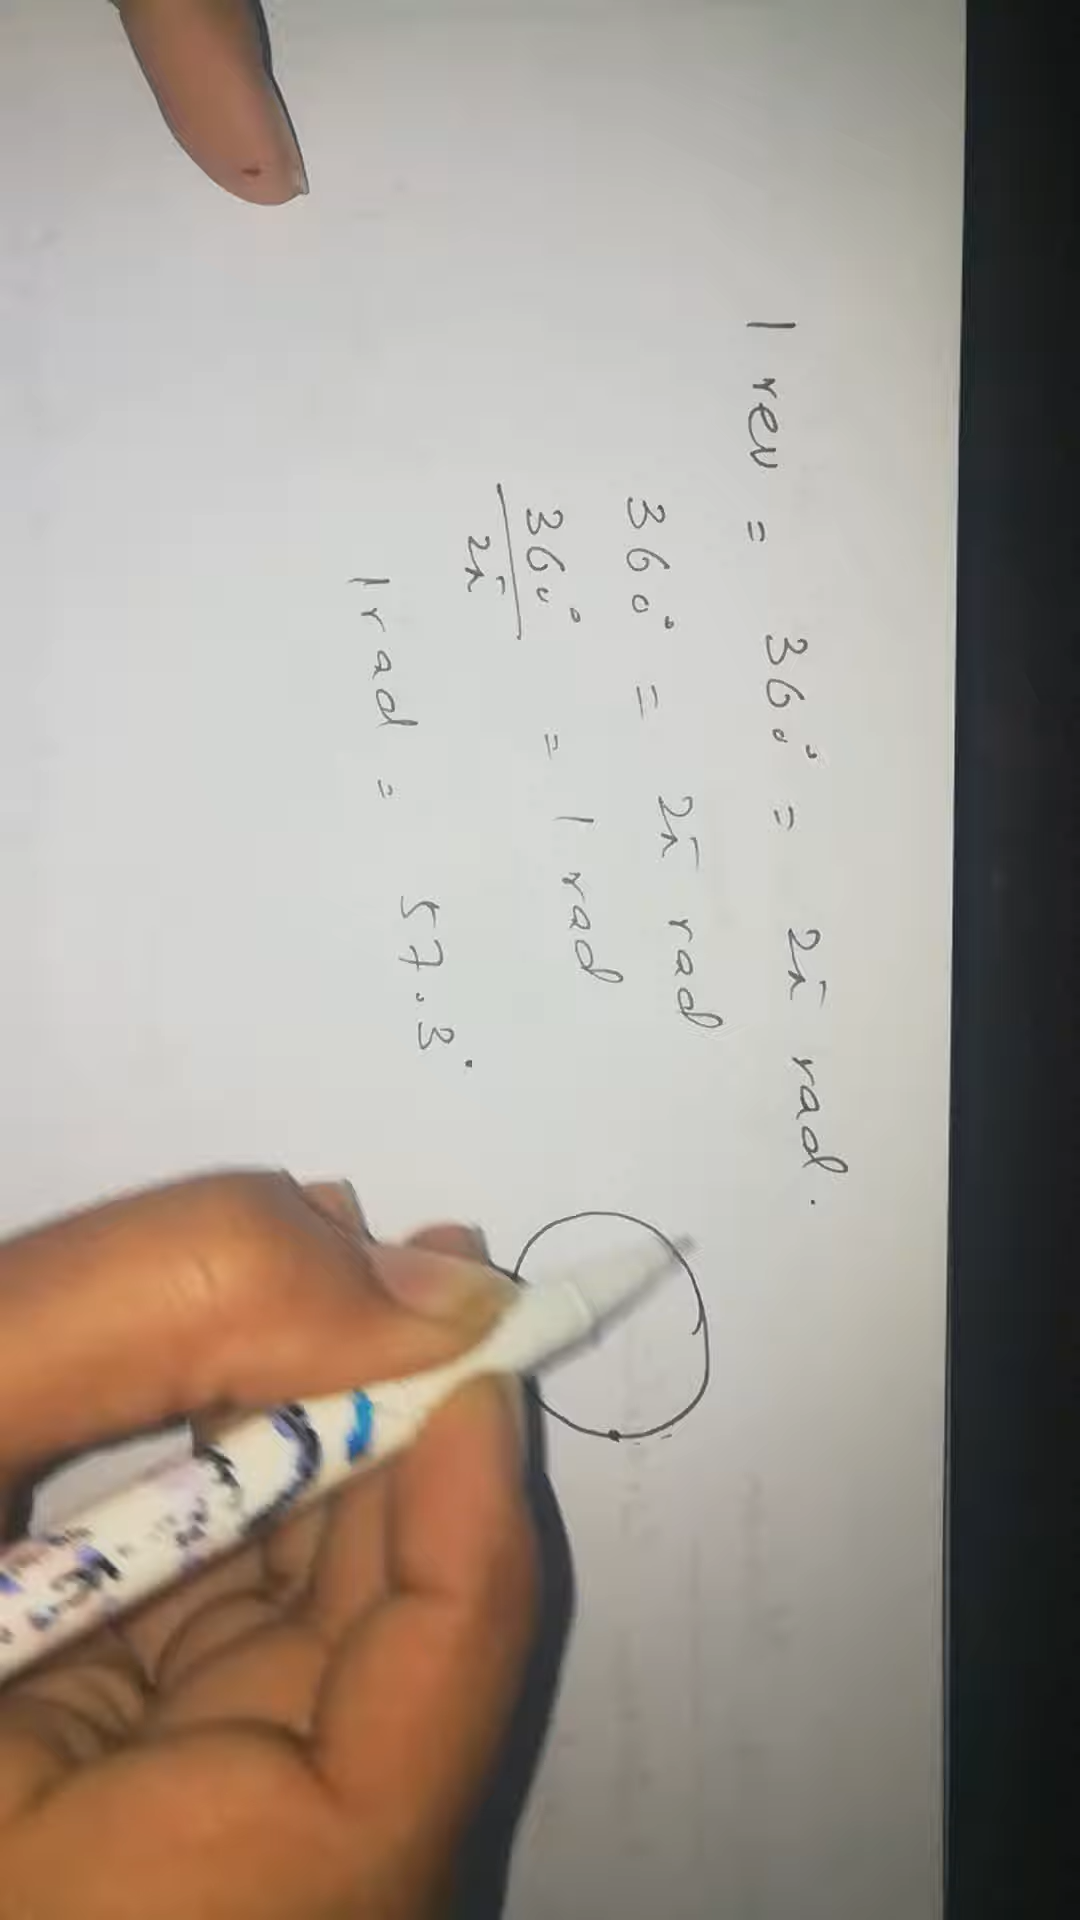 1 rev = 360° = 2π rad.
360° = 2π rad
360° / 2π = 1 rad
1 rad = 57.3°